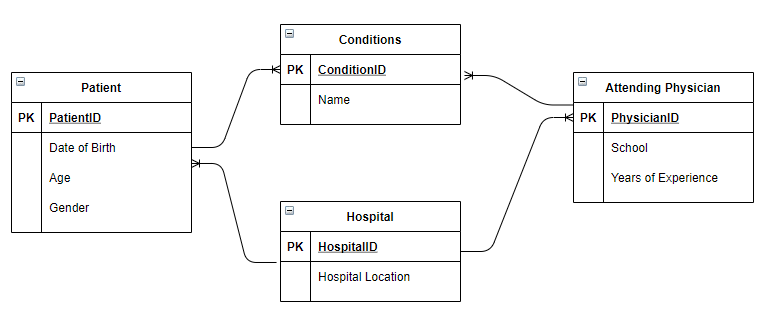 Patient
PK PatientID
Date of Birth
Age
Gender
Conditions
PK ConditionID
Name
Hospital
PK HospitalID
Hospital Location
Attending Physician
PK PhysicianID
School
Years of Experience